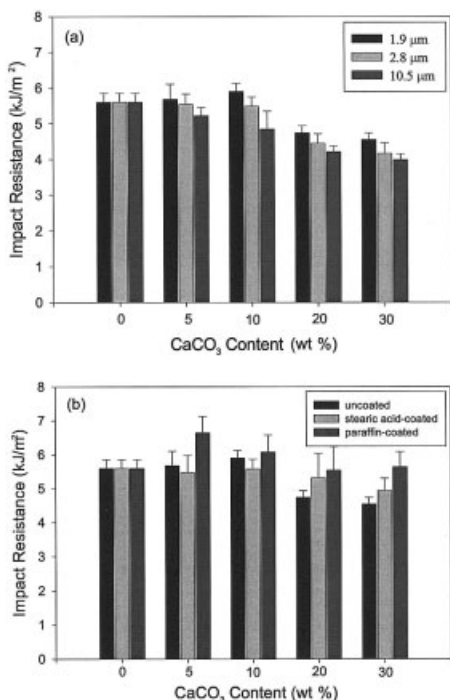 (a)
1.9 μm
2.8 μm
10.5 μm
8
7
6
5
4
3
2
1
0
Impact Resistance (kJ/m²)
0 5 10 20 30
CaCO₃ Content (wt %)
(b)
uncoated
stearic acid-coated
paraffin-coated
8
7
6
5
4
3
2
1
0
Impact Resistance (kJ/m²)
0 5 10 20 30
CaCO₃ Content (wt %)